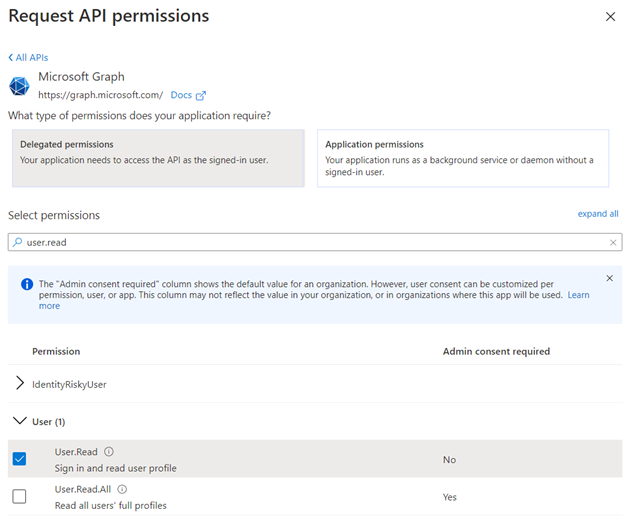 Request API permissions
All APIs
Microsoft Graph
https://graph.microsoft.com/ Docs
What type of permissions does your application require?
Delegated permissions
Your application needs to access the API as the signed-in user.
Application permissions
Your application runs as a background service or daemon without a
signed-in user.
Select permissions
expand all
user.read
The "Admin consent required" column shows the default value for an organization. However, user consent can be customized per
permission, user, or app. This column may not reflect the value in your organization, or in organizations where this app will be used. Learn
more
Permission Admin consent required
IdentityRiskyUser
User (1)
User.Read
Sign in and read user profile
No
User.Read.All
Read all users' full profiles
Yes